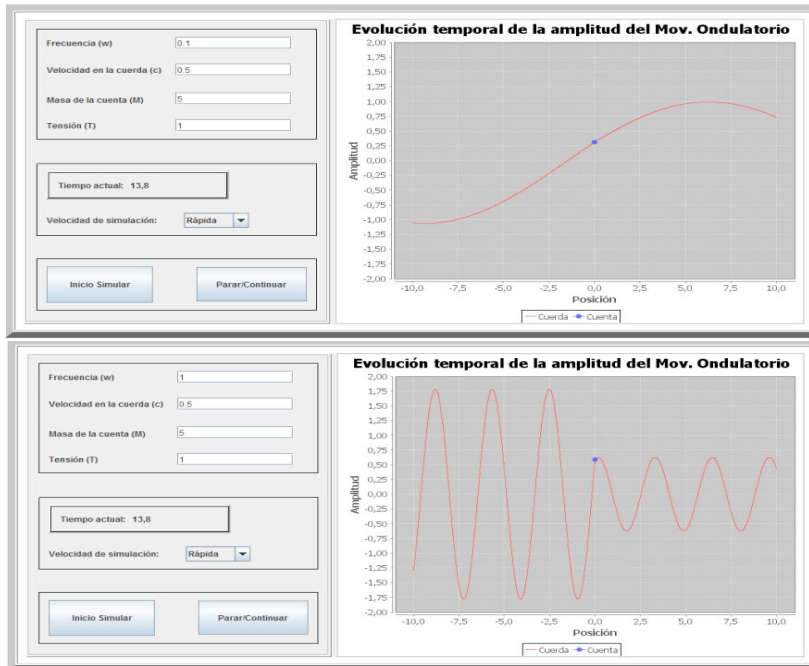 Evolución temporal de la amplitud del Mov. Ondulatorio
Frecuencia (w) 0.1
Velocidad en la cuerda (c) 0.5
Masa de la cuenta (M) 5
Tensión (T) 1
Tiempo actual: 13,8
Velocidad de simulación: Rápida
Inicio Simular Parar/Continuar
Amplitud
2,00
1,75
1,50
1,25
1,00
0,75
0,50
0,25
0,00
-0,25
-0,50
-0,75
-1,00
-1,25
-1,50
-1,75
-2,00
-10,0 -7,5 -5,0 -2,5 0,0 2,5 5,0 7,5 10,0
Posición
Cuerda Cuenta
Evolución temporal de la amplitud del Mov. Ondulatorio
Frecuencia (w) 1
Velocidad en la cuerda (c) 0.5
Masa de la cuenta (M) 5
Tensión (T) 1
Tiempo actual: 13,8
Velocidad de simulación: Rápida
Inicio Simular Parar/Continuar
Amplitud
2,00
1,75
1,50
1,25
1,00
0,75
0,50
0,25
0,00
-0,25
-0,50
-0,75
-1,00
-1,25
-1,50
-1,75
-2,00
-10,0 -7,5 -5,0 -2,5 0,0 2,5 5,0 7,5 10,0
Posición
Cuerda Cuenta